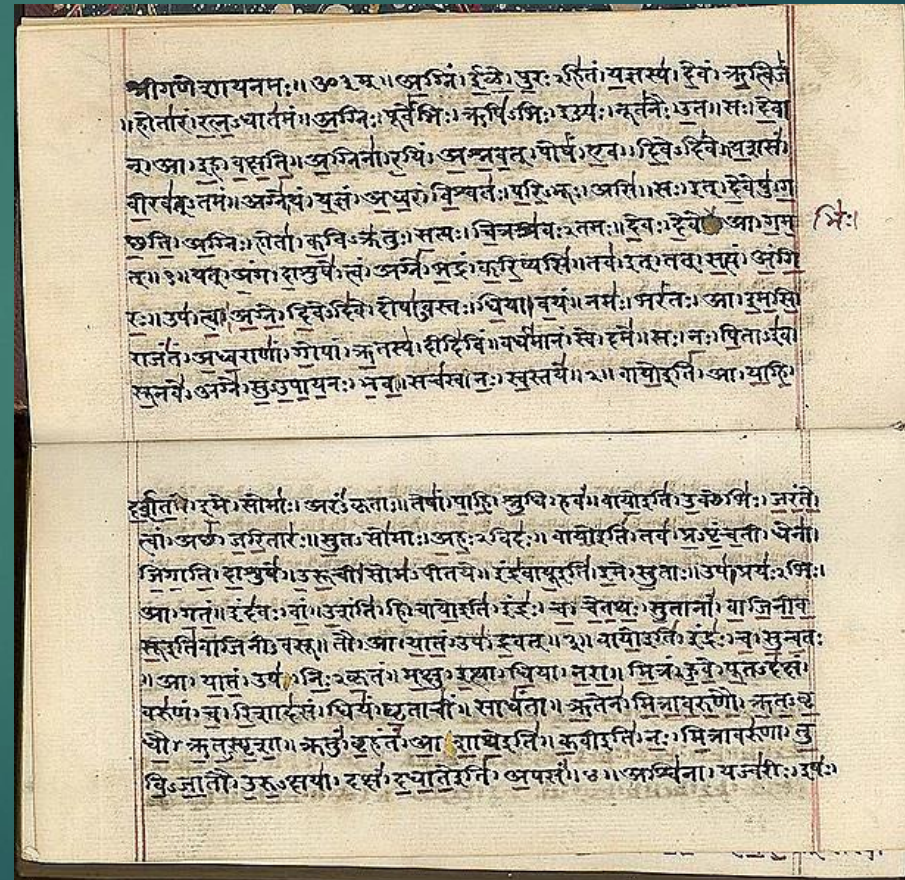 श्रीगणेशायनमः॥ॐ३म्॥अग्निं।ईळे।पुरःऽहितं।यज्ञस्य।देवं।ऋत्विजं
॥होतारं।रत्नऽधातमं॥अग्निः।पूर्वेभिः।ऋषिऽभिः।ईड्यः।नूतनैः।उत॥सः।देवा
न्।आ।इह।वक्षति॥अग्निना।रयिं।अश्नवत्।पोषं।एव।दिवेऽदिवे॥यशसं।
वीरवत्ऽतमं॥अग्ने।यं।यज्ञं।अध्वरं।विश्वतः।परिऽभूः।असि॥सः।इत्।देवेषु।ग
च्छति॥अग्निः।होता।कविऽक्रतुः।सत्यः।चित्रश्रवःऽतमः॥देवः।देवे आ।गम
त्॥१॥यत्।अंग।दाशुषे।त्वं।अग्ने।भद्रं।करिष्यसि॥तव।इत्।तत्।सत्यं।अंगि
रः॥उप।त्वा।अग्ने।दिवेऽदिवे।दोषाऽवस्तः।धिया।वयं॥नमः।भरंतः।आ।इमसि॥
राजंतं।अध्वराणां।गोपां।ऋतस्य।दीदिविं॥वर्धमानं।स्वे।दमे॥सः।नः।पिताऽइव।
सूनवे।अग्ने।सुऽउपायनः।भव॥सचस्व।नः।स्वस्तये॥२॥वायोइति।आ।याहि।
भिः।
दर्शत।इमे।सोमाः।अरंऽकृताः॥तेषां।पाहि।श्रुधि।हवं॥वायोइति।उक्थेभिः।जरंते।
त्वां।अच्छ।जरितारः॥सुतऽसोमाः।अहःऽविदः॥वायोइति।तव।प्रऽपृंचती।धेना।
जिगाति।दाशुषे॥उरूची।सोमऽपीतये॥इंद्रवायूइति।इमे।सुताः।उप।प्रयःऽभिः।
आ।गतं॥इंदवः।वां।उशंति।हि॥वायोइति।इंद्रः।च।चेतथः।सुतानां।वाजिनीव
सूइतिवाजिनीऽवसू॥तौ।आ।यातं।उप।द्रवत्॥३॥वायोइति।इंद्रः।च।सुन्वतः
।आ।यातं।उप।निःऽकृतं॥मक्षु।इत्था।धिया।नरा॥मित्रं।हुवे।पूतऽदक्षं।
वरुणं।च।रिशादसं॥धियं।घृताचीं।साधंता॥ऋतेन।मित्रावरुणौ।ऋतऽवृ
धौ।ऋतऽस्पृशा॥क्रतुं।बृहंतं।आशाथेइति॥कवीइति।नः।मित्रावरुणा।तु
विऽजातौ।उरुऽक्षया॥दक्षं।दधातेइति।अपसं॥४॥अश्विना।यज्वरीः।इषः।